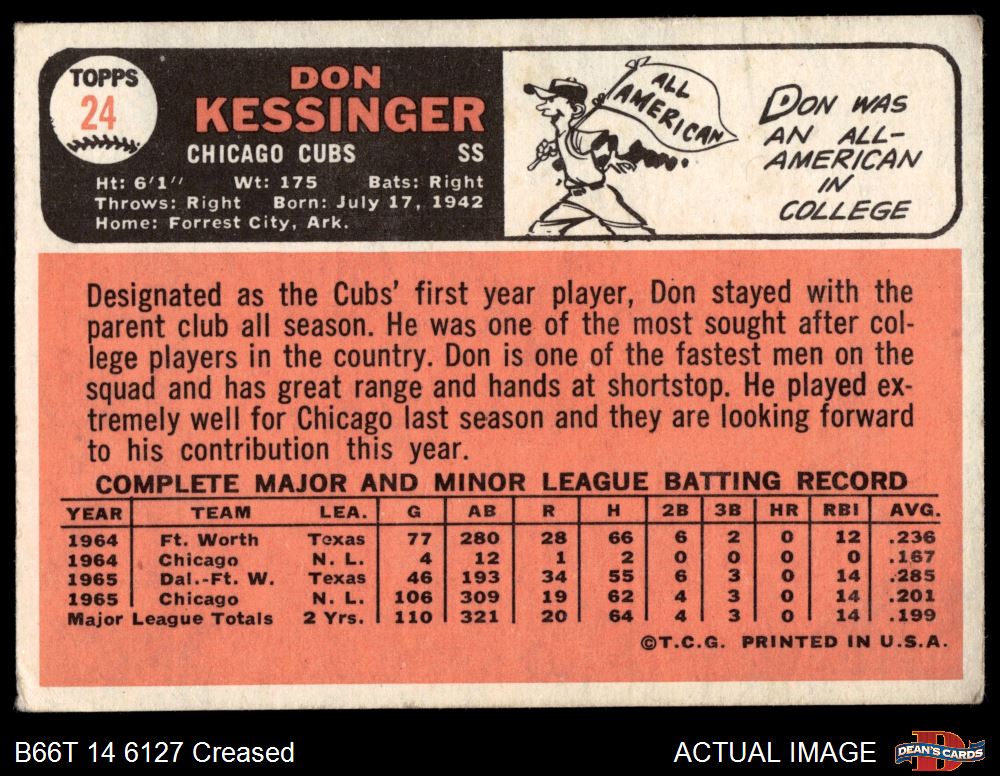 TOPPS
24
DON
KESSINGER
CHICAGO CUBS SS
Ht: 6'1" Wt: 175 Bats: Right
Throws: Right Born: July 17, 1942
Home: Forrest City, Ark.
ALL
AMERICAN
DON WAS
AN ALL-
AMERICAN
IN
COLLEGE
Designated as the Cubs' first year player, Don stayed with the
parent club all season. He was one of the most sought after col-
lege players in the country. Don is one of the fastest men on the
squad and has great range and hands at shortstop. He played ex-
tremely well for Chicago last season and they are looking forward
to his contribution this year.
COMPLETE MAJOR AND MINOR LEAGUE BATTING RECORD
YEAR TEAM LEA. G AB R H 2B 3B HR RBI AVG.
1964 Ft. Worth Texas 77 280 28 66 6 2 0 12 .236
1964 Chicago N. L. 4 12 1 2 0 0 0 0 .167
1965 Dal.-Ft. W. Texas 46 193 34 55 6 3 0 14 .285
1965 Chicago N. L. 106 309 19 62 4 3 0 14 .201
Major League Totals 2 Yrs. 110 321 20 64 4 3 0 14 .199
©T.C.G. PRINTED IN U.S.A.
B66T 14 6127 Creased
ACTUAL IMAGE
DEAN'S CARDS